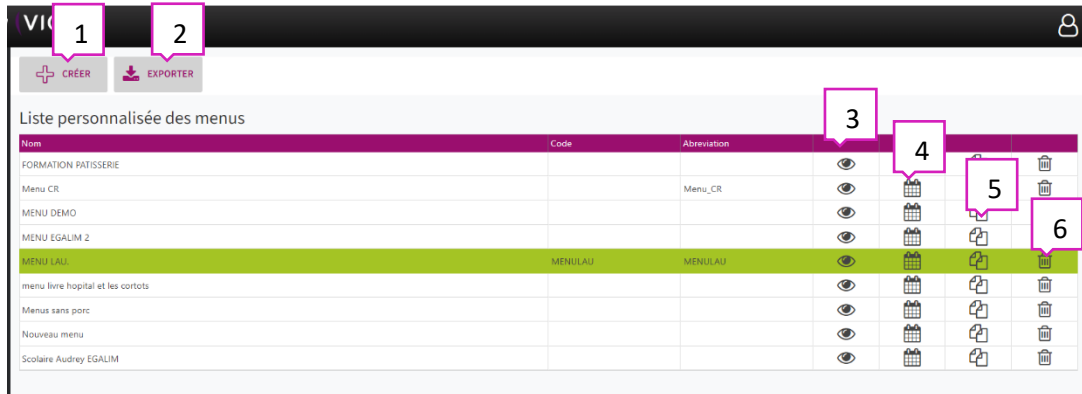 1
2
CRÉER
EXPORTER
Liste personnalisée des menus
3
Nom Code Abreviation
4
FORMATION PATISSERIE
Menu CR Menu_CR
5
MENU DEMO
6
MENU EGALIM 2
MENU LAU. MENULAU MENULAU
menu livre hopital et les cortots
Menus sans porc
Nouveau menu
Scolaire Audrey EGALIM